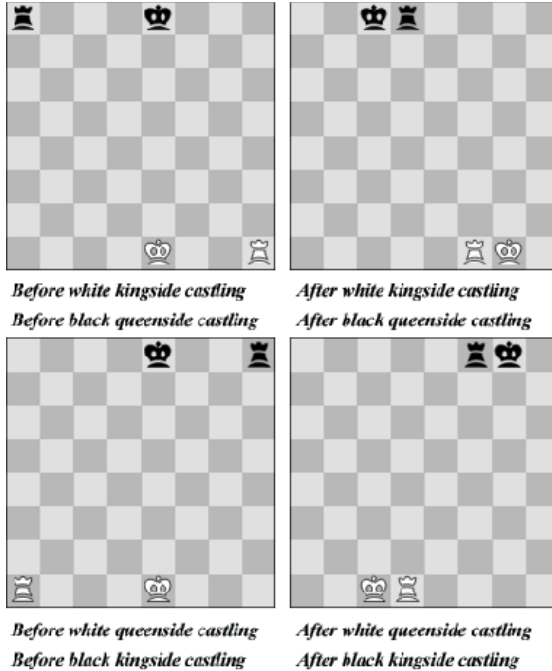 Before white kingside castling
Before black queenside castling
After white kingside castling
After black queenside castling
Before white queenside castling
Before black kingside castling
After white queenside castling
After black kingside castling